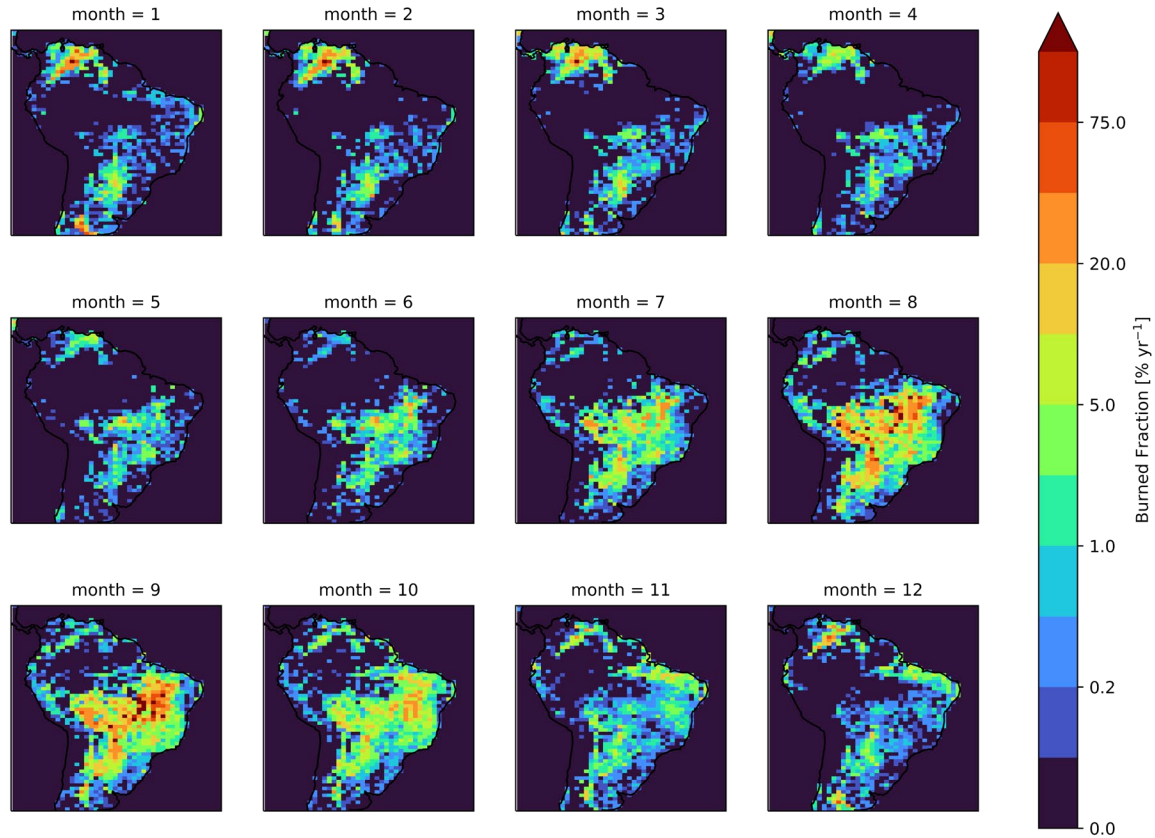 month = 1
month = 2
month = 3
month = 4
month = 5
month = 6
month = 7
month = 8
month = 9
month = 10
month = 11
month = 12
75.0
20.0
5.0
1.0
0.2
0.0
Burned Fraction [% yr⁻¹]